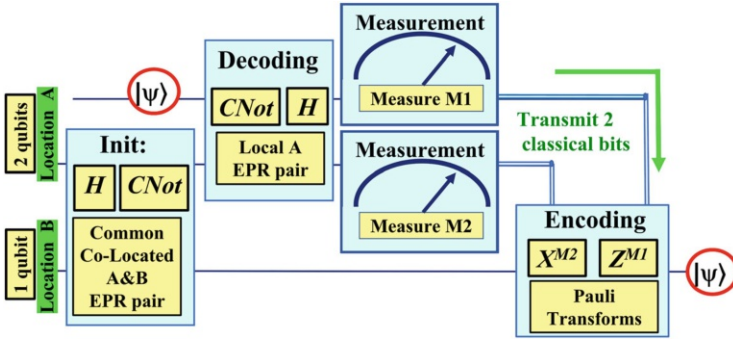 2 qubits
Location A
|ψ⟩
Decoding
CNot
H
Local A
EPR pair
Measurement
Measure M1
Measurement
Measure M2
Transmit 2
classical bits
1 qubit
Location B
Init:
H
CNot
Common
Co-Located
A&B
EPR pair
Encoding
X^M2
Z^M1
Pauli
Transforms
|ψ⟩